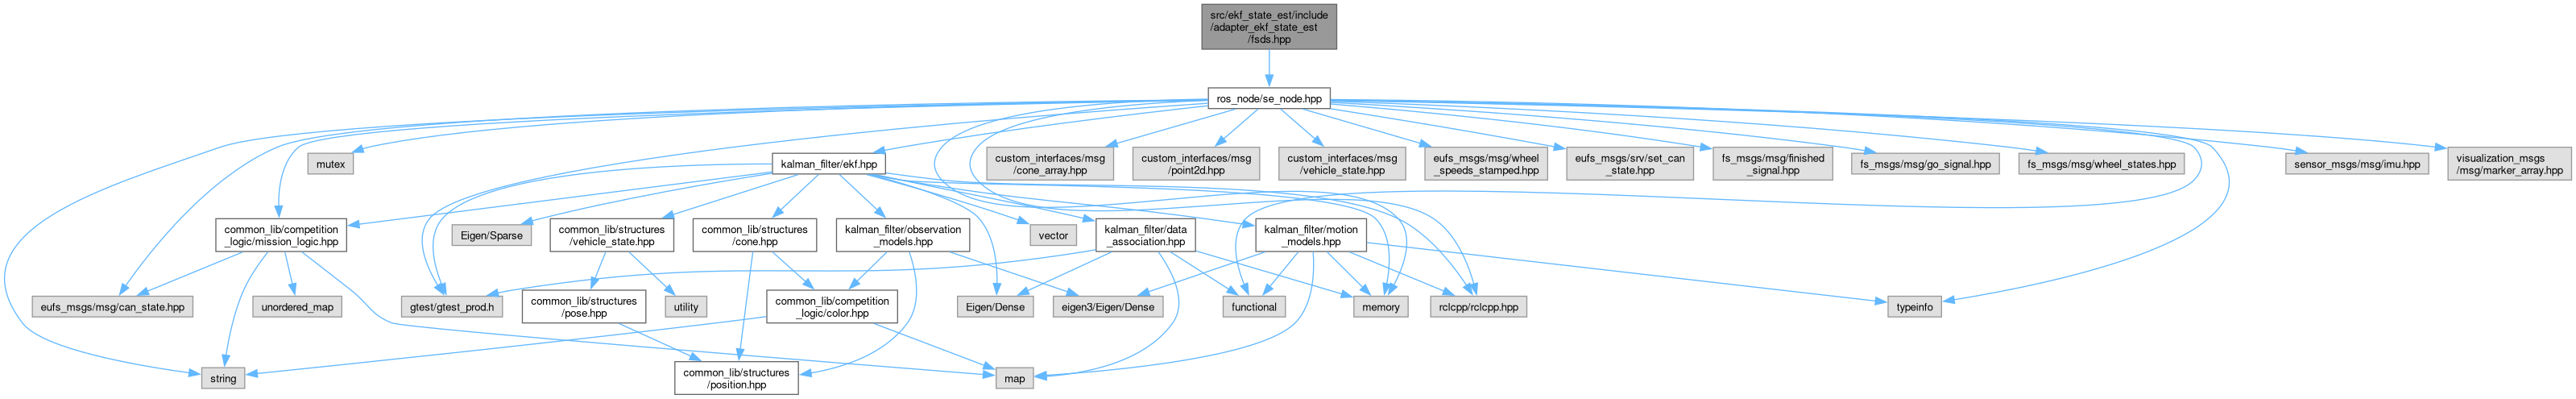 src/ekf_state_est/include
/adapter_ekf_state_est
/fsds.hpp
ros_node/se_node.hpp
mutex
kalman_filter/ekf.hpp
custom_interfaces/msg
/cone_array.hpp
custom_interfaces/msg
/point2d.hpp
custom_interfaces/msg
/vehicle_state.hpp
eufs_msgs/msg/wheel
_speeds_stamped.hpp
eufs_msgs/srv/set_can
_state.hpp
fs_msgs/msg/finished
_signal.hpp
fs_msgs/msg/go_signal.hpp
fs_msgs/msg/wheel_states.hpp
sensor_msgs/msg/imu.hpp
visualization_msgs
/msg/marker_array.hpp
common_lib/competition
_logic/mission_logic.hpp
Eigen/Sparse
common_lib/structures
/vehicle_state.hpp
common_lib/structures
/cone.hpp
kalman_filter/observation
_models.hpp
vector
kalman_filter/data
_association.hpp
kalman_filter/motion
_models.hpp
eufs_msgs/msg/can_state.hpp
unordered_map
gtest/gtest_prod.h
common_lib/structures
/pose.hpp
utility
common_lib/competition
_logic/color.hpp
Eigen/Dense
eigen3/Eigen/Dense
functional
memory
rclcpp/rclcpp.hpp
typeinfo
string
common_lib/structures
/position.hpp
map